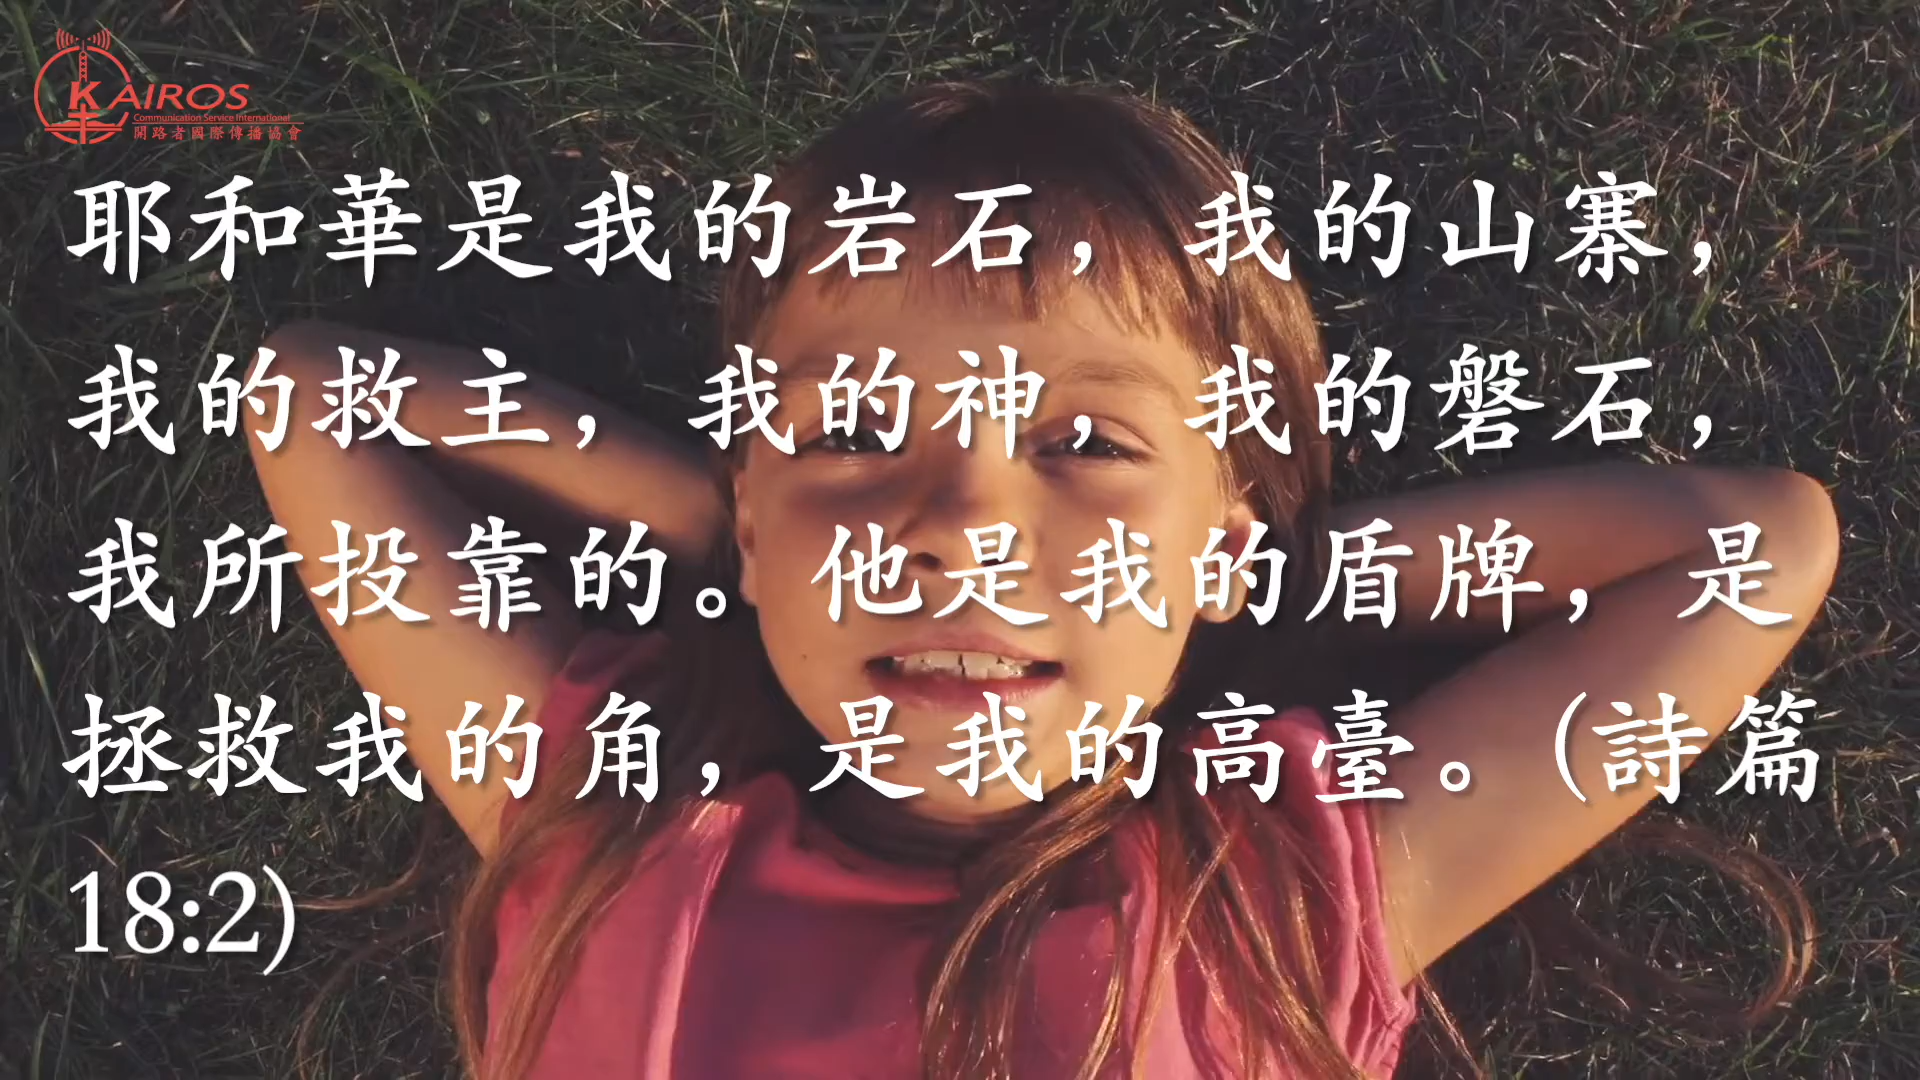 KAIROS
Communication Service International
開路者國際傳播協會
耶和華是我的岩石，我的山寨，
我的救主，我的神，我的磐石，
我所投靠的。他是我的盾牌，是
拯救我的角，是我的高臺。(詩篇
18:2)